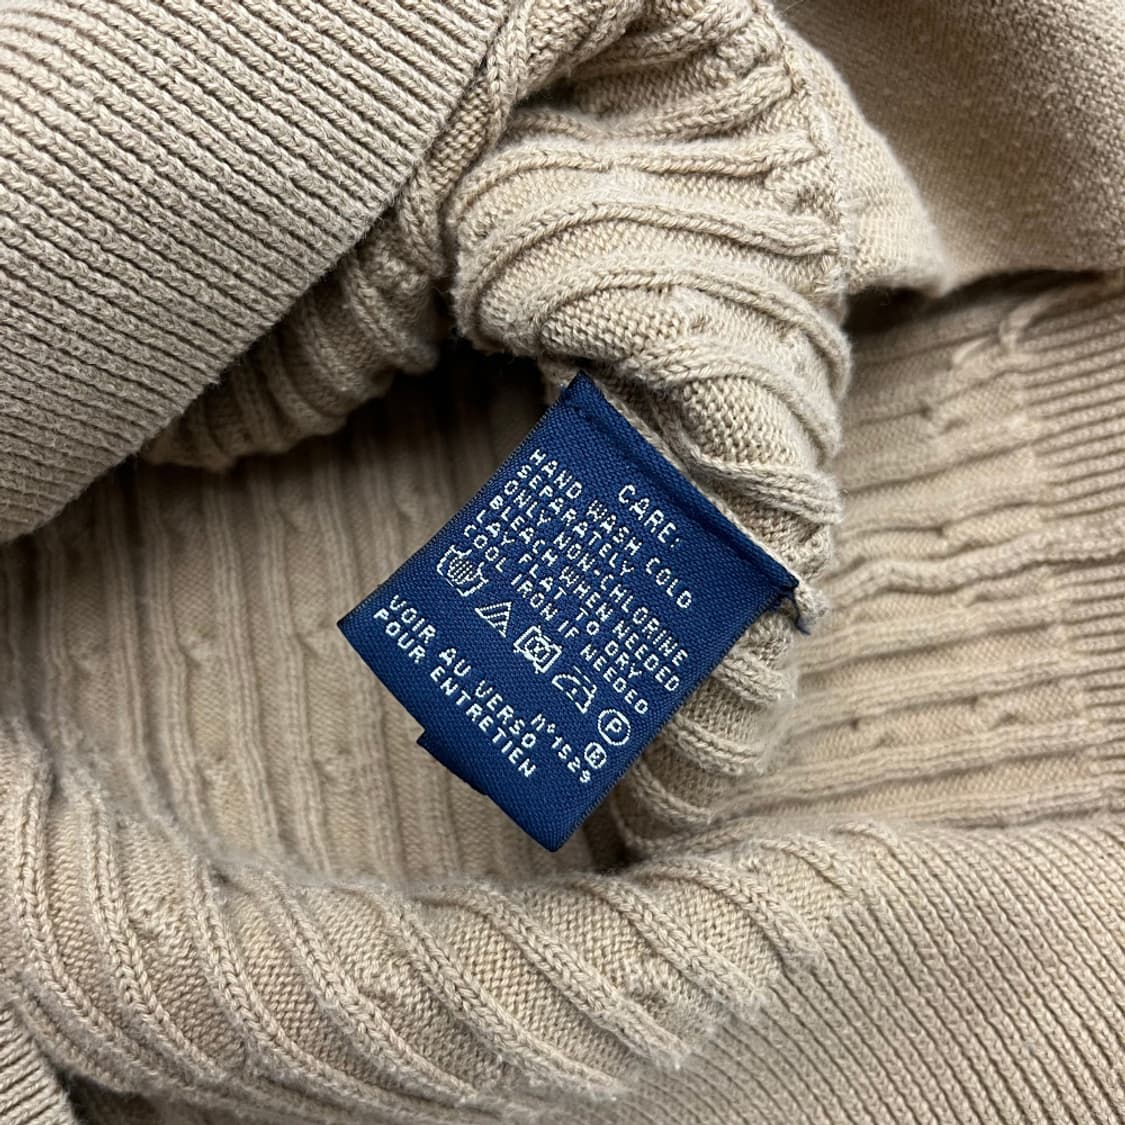 CARE:
HAND WASH COLD
SEPARATELY
ONLY NON-CHLORINE
BLEACH WHEN NEEDED
LAY FLAT TO DRY
COOL IRON IF NEEDED
P
n°1529
VOIR AU VERSO
POUR ENTRETIEN